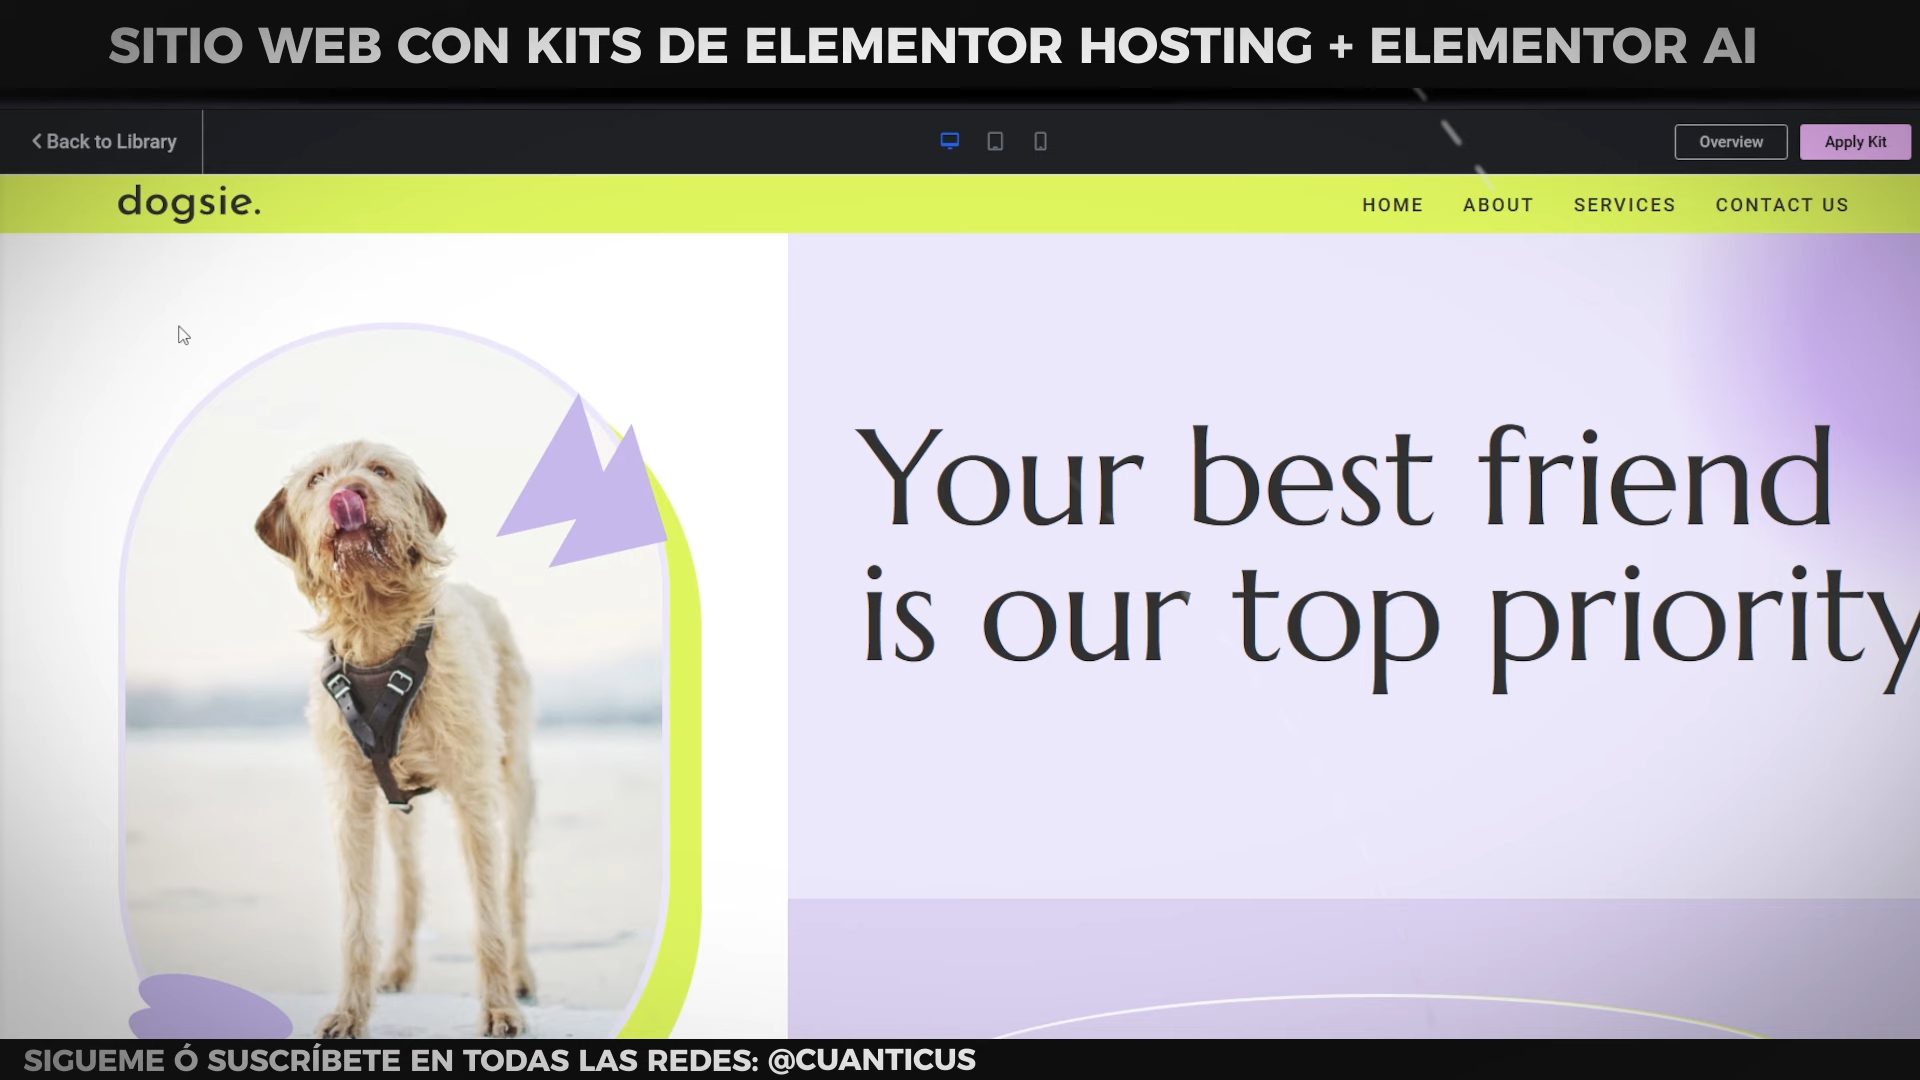 SITIO WEB CON KITS DE ELEMENTOR HOSTING + ELEMENTOR AI
Back to Library
Overview
Apply Kit
dogsie.
HOME ABOUT SERVICES CONTACT US
Your best friend
is our top priority
SIGUEME Ó SUSCRÍBETE EN TODAS LAS REDES: @CUANTICUS